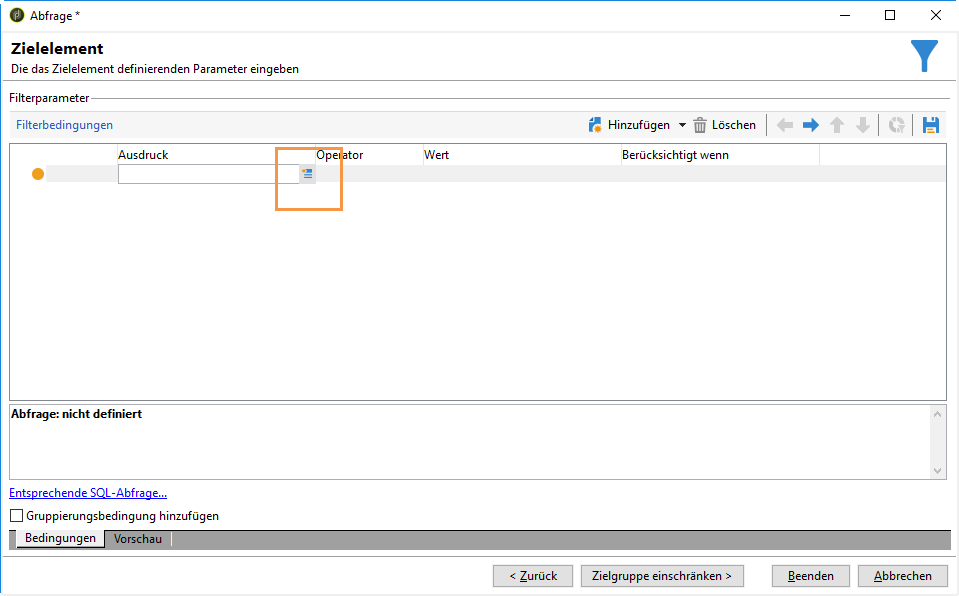 Abfrage *
Zielelement
Die das Zielelement definierenden Parameter eingeben
Filterparameter
Filterbedingungen Hinzufügen Löschen
Ausdruck Operator Wert Berücksichtigt wenn
Abfrage: nicht definiert
Entsprechende SQL-Abfrage...
Gruppierungsbedingung hinzufügen
Bedingungen Vorschau
< Zurück Zielgruppe einschränken > Beenden Abbrechen